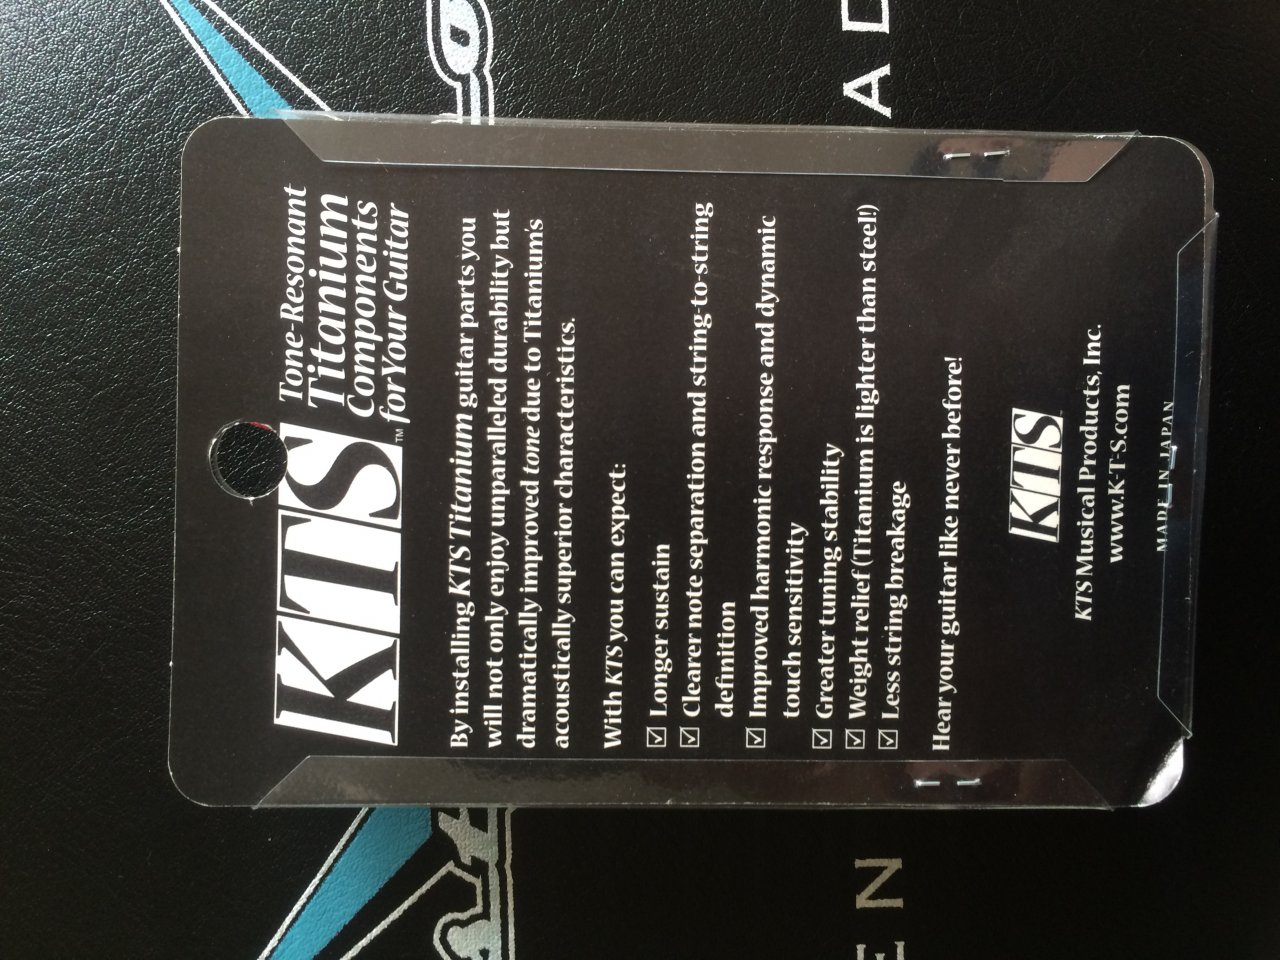 KTS™
Tone-Resonant
Titanium
Components
for Your Guitar
By installing KTS Titanium guitar parts you
will not only enjoy unparalleled durability but
dramatically improved tone due to Titanium's
acoustically superior characteristics.
With KTS you can expect:
☑ Longer sustain
☑ Clearer note separation and string-to-string
definition
☑ Improved harmonic response and dynamic
touch sensitivity
☑ Greater tuning stability
☑ Weight relief (Titanium is lighter than steel!)
☑ Less string breakage
Hear your guitar like never before!
KTS
KTS Musical Products, Inc.
www.K-T-S.com
MADE IN JAPAN
EN
AD